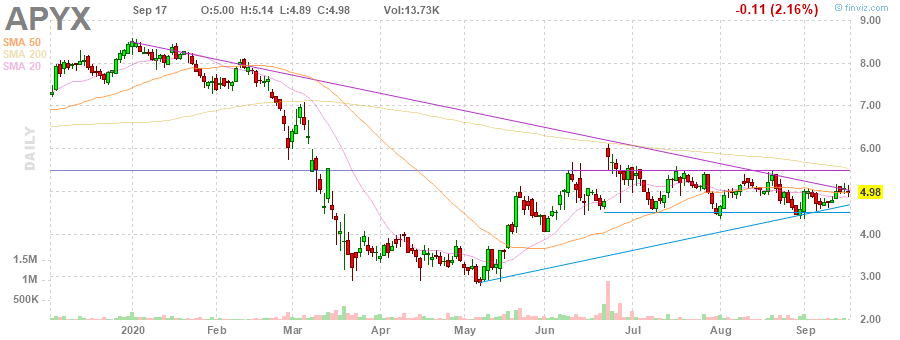 APYX Sep 17 O:5.00 H:5.14 L:4.89 C:4.98 Vol:13.73K -0.11 (2.16%) © finviz.com
SMA 50
SMA 200
SMA 20
DAILY
9.00
8.00
7.00
6.00
4.98
4.00
3.00
2.00
1.5M
1M
500K
2020 Feb Mar Apr May Jun Jul Aug Sep